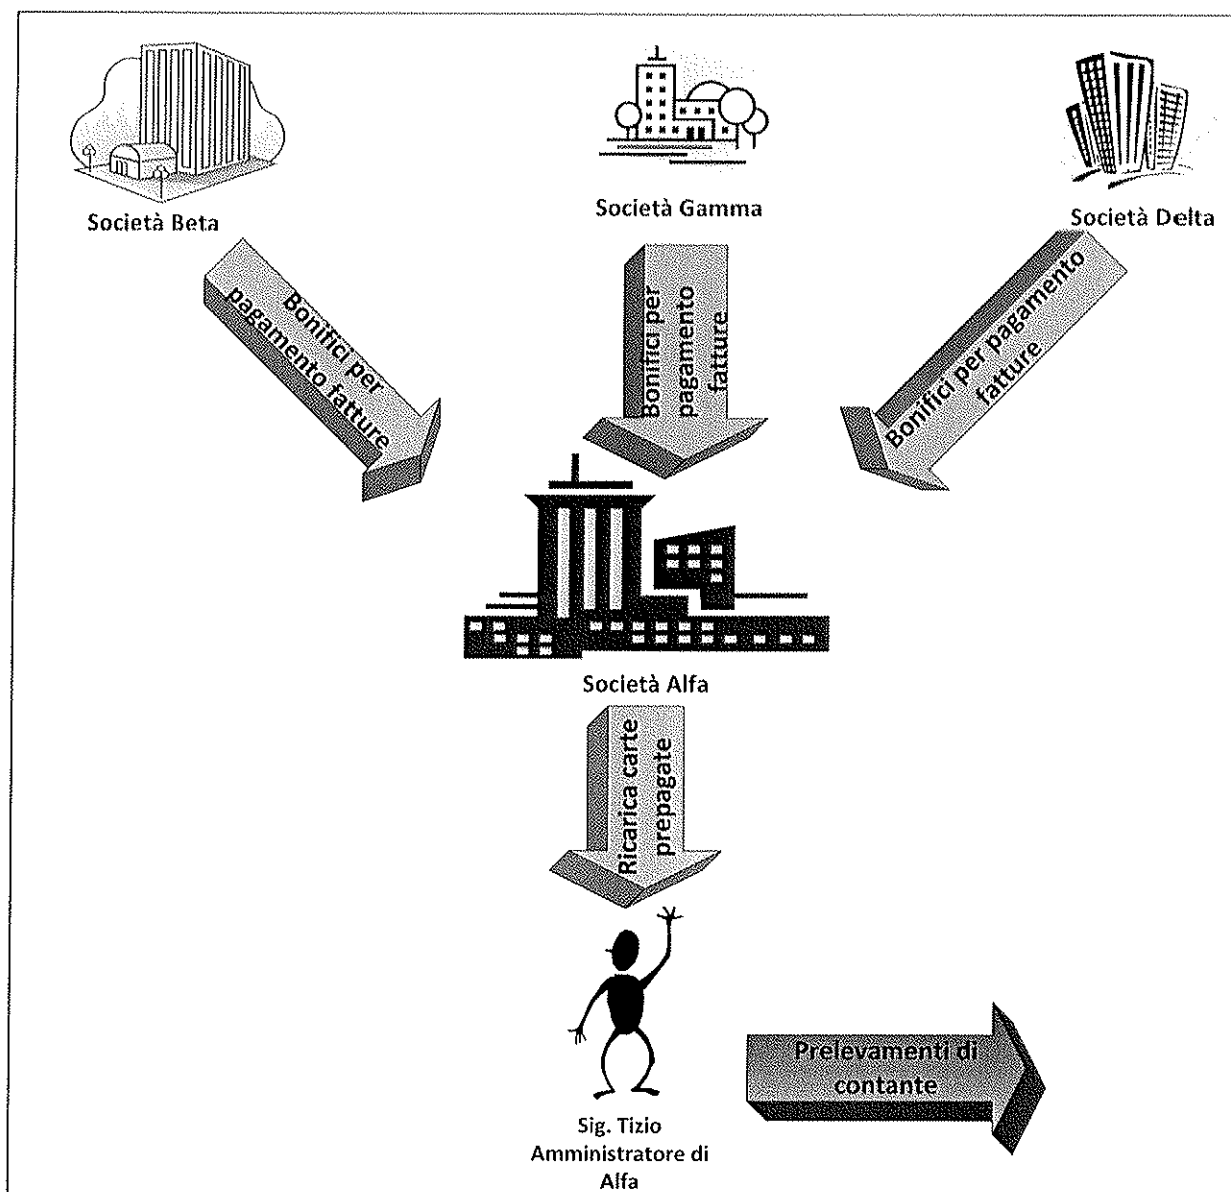 Società Beta
Società Gamma
Società Delta
Bonifici per
pagamento fatture
Bonifici per
pagamento
fatture
Bonifici per pagamento
fatture
Società Alfa
Ricarica carte
prepagate
Prelevamenti di
contante
Sig. Tizio
Amministratore di
Alfa